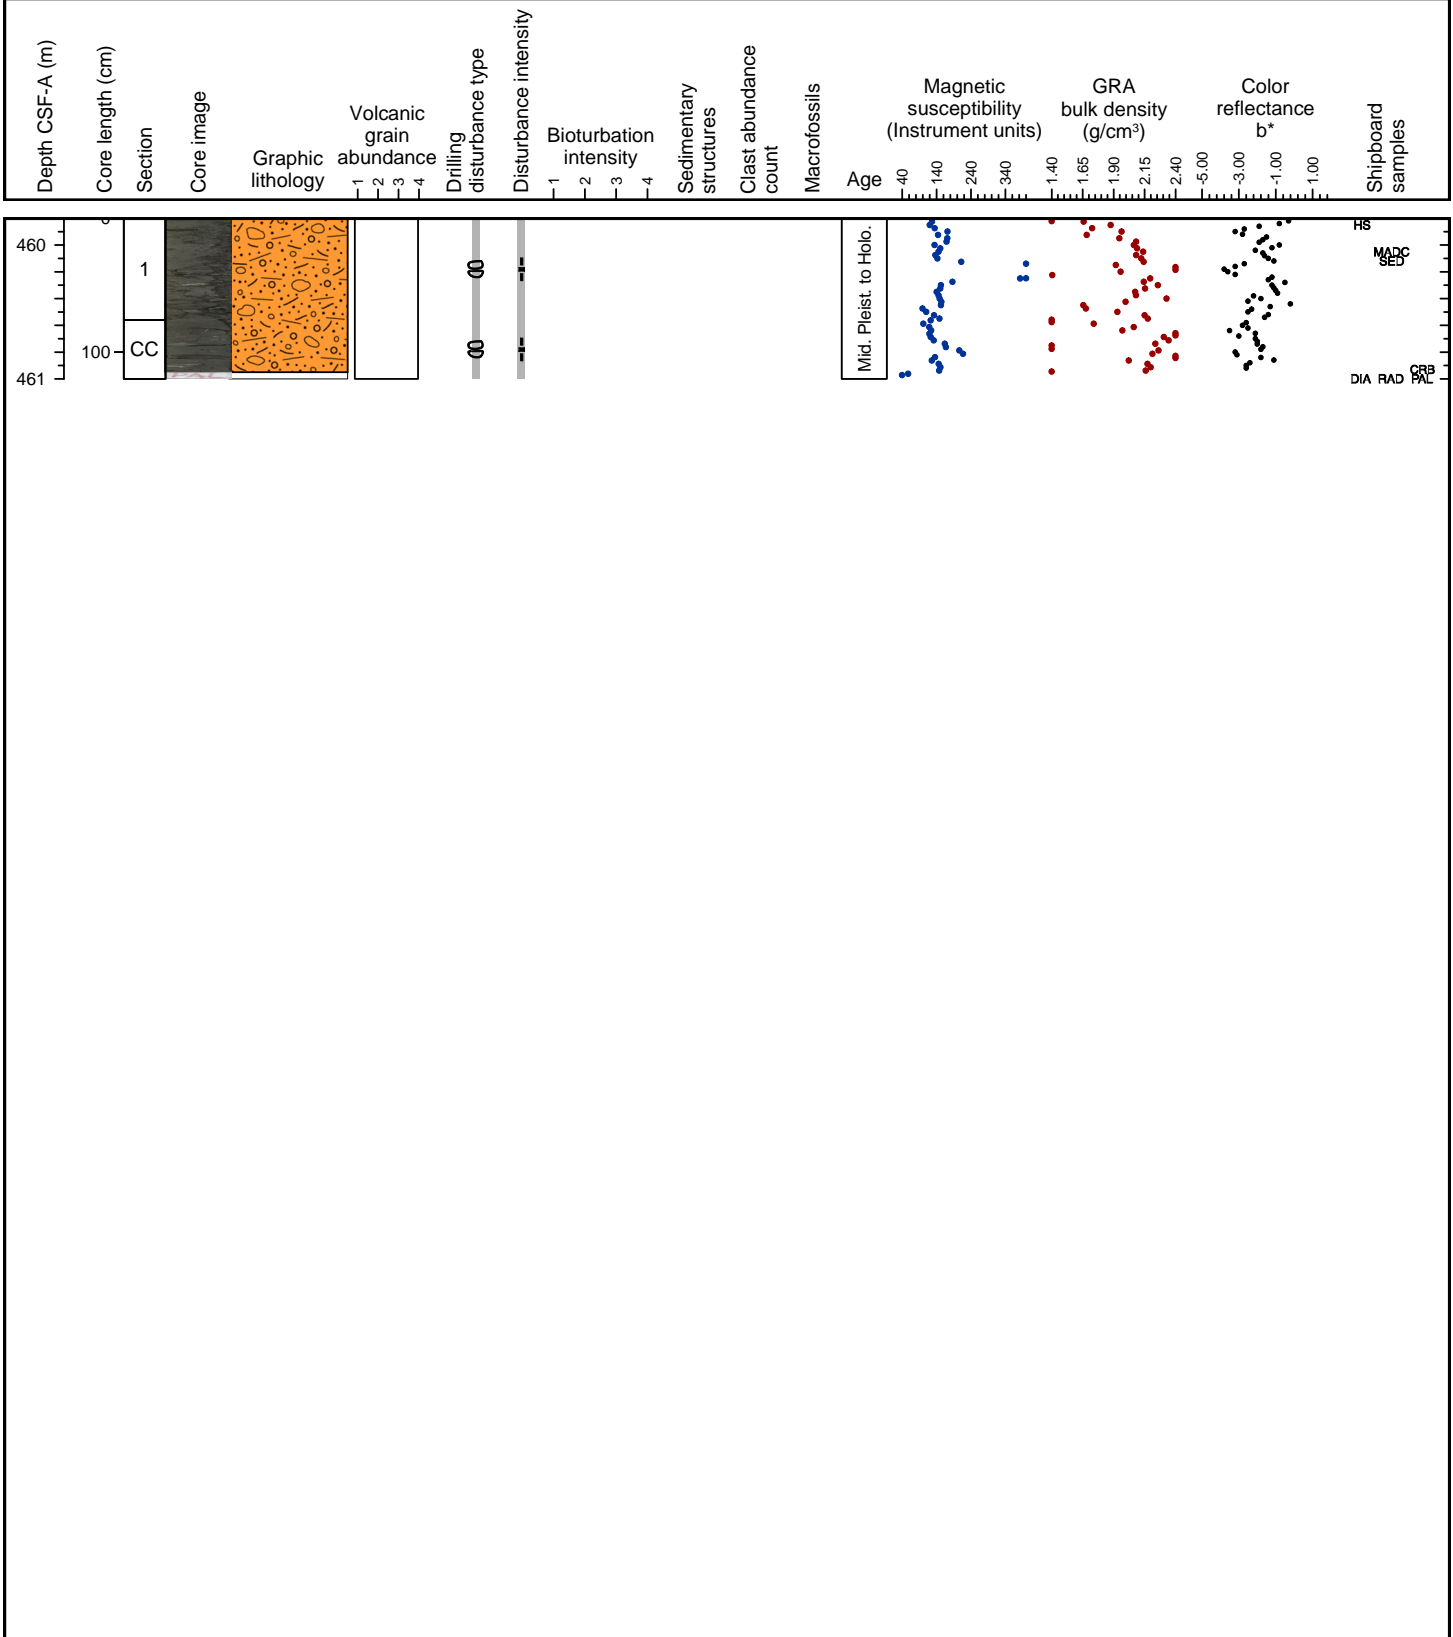 Depth CSF-A (m)
Core length (cm)
Section
Core image
Graphic
lithology
Volcanic
grain
abundance
1
2
3
4
Drilling
disturbance type
Disturbance intensity
Bioturbation
intensity
1
2
3
4
Sedimentary
structures
Clast abundance
count
Macrofossils
Age
Magnetic
susceptibility
(Instrument units)
40
140
240
340
GRA
bulk density
(g/cm³)
1.40
1.65
1.90
2.15
2.40
Color
reflectance
b*
-5.00
-3.00
-1.00
1.00
Shipboard
samples
460
461
0
100
1
CC
PAL
Mid. Pleist. to Holo.
HS
MADC
SED
CRB
DIA RAD PAL